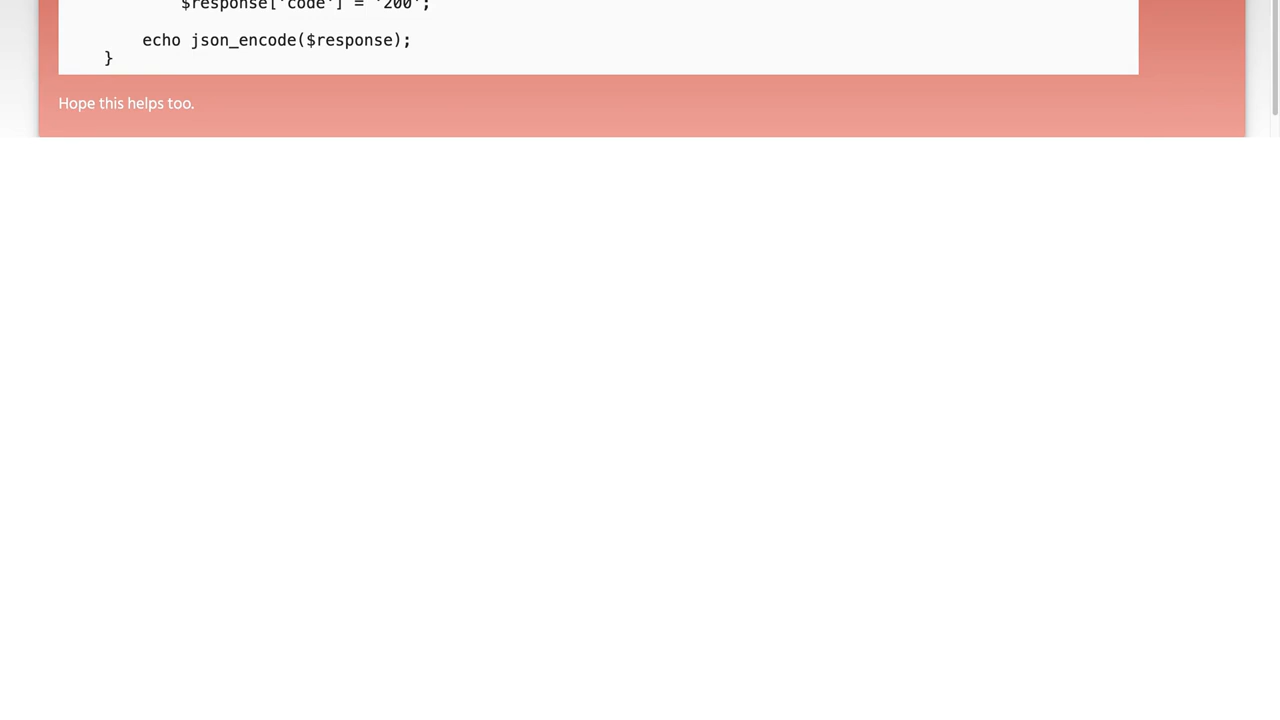 $response['code'] = '200';
echo json_encode($response);
}
Hope this helps too.